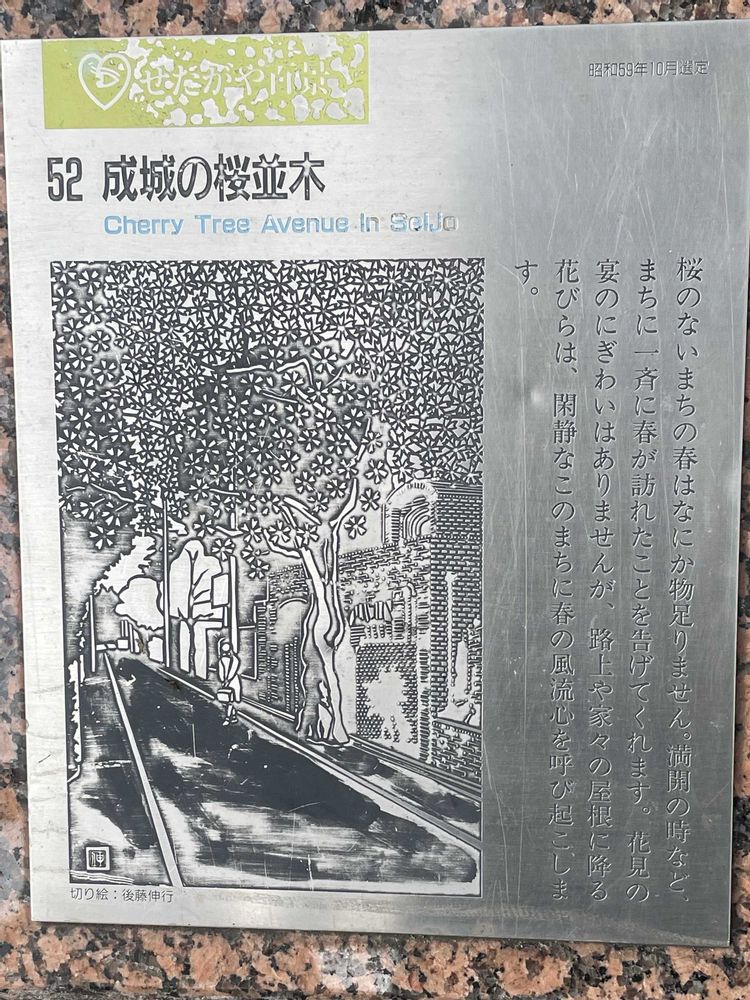 せたがや百景
昭和59年10月選定
52 成城の桜並木
Cherry Tree Avenue In SeiJo
桜のないまちの春はなにか物足りません。満開の時など、
まちに一斉に春が訪れたことを告げてくれます。花見の
宴のにぎわいはありませんが、路上や家々の屋根に降る
花びらは、閑静なこのまちに春の風流心を呼び起こしま
す。
伸
切り絵：後藤伸行